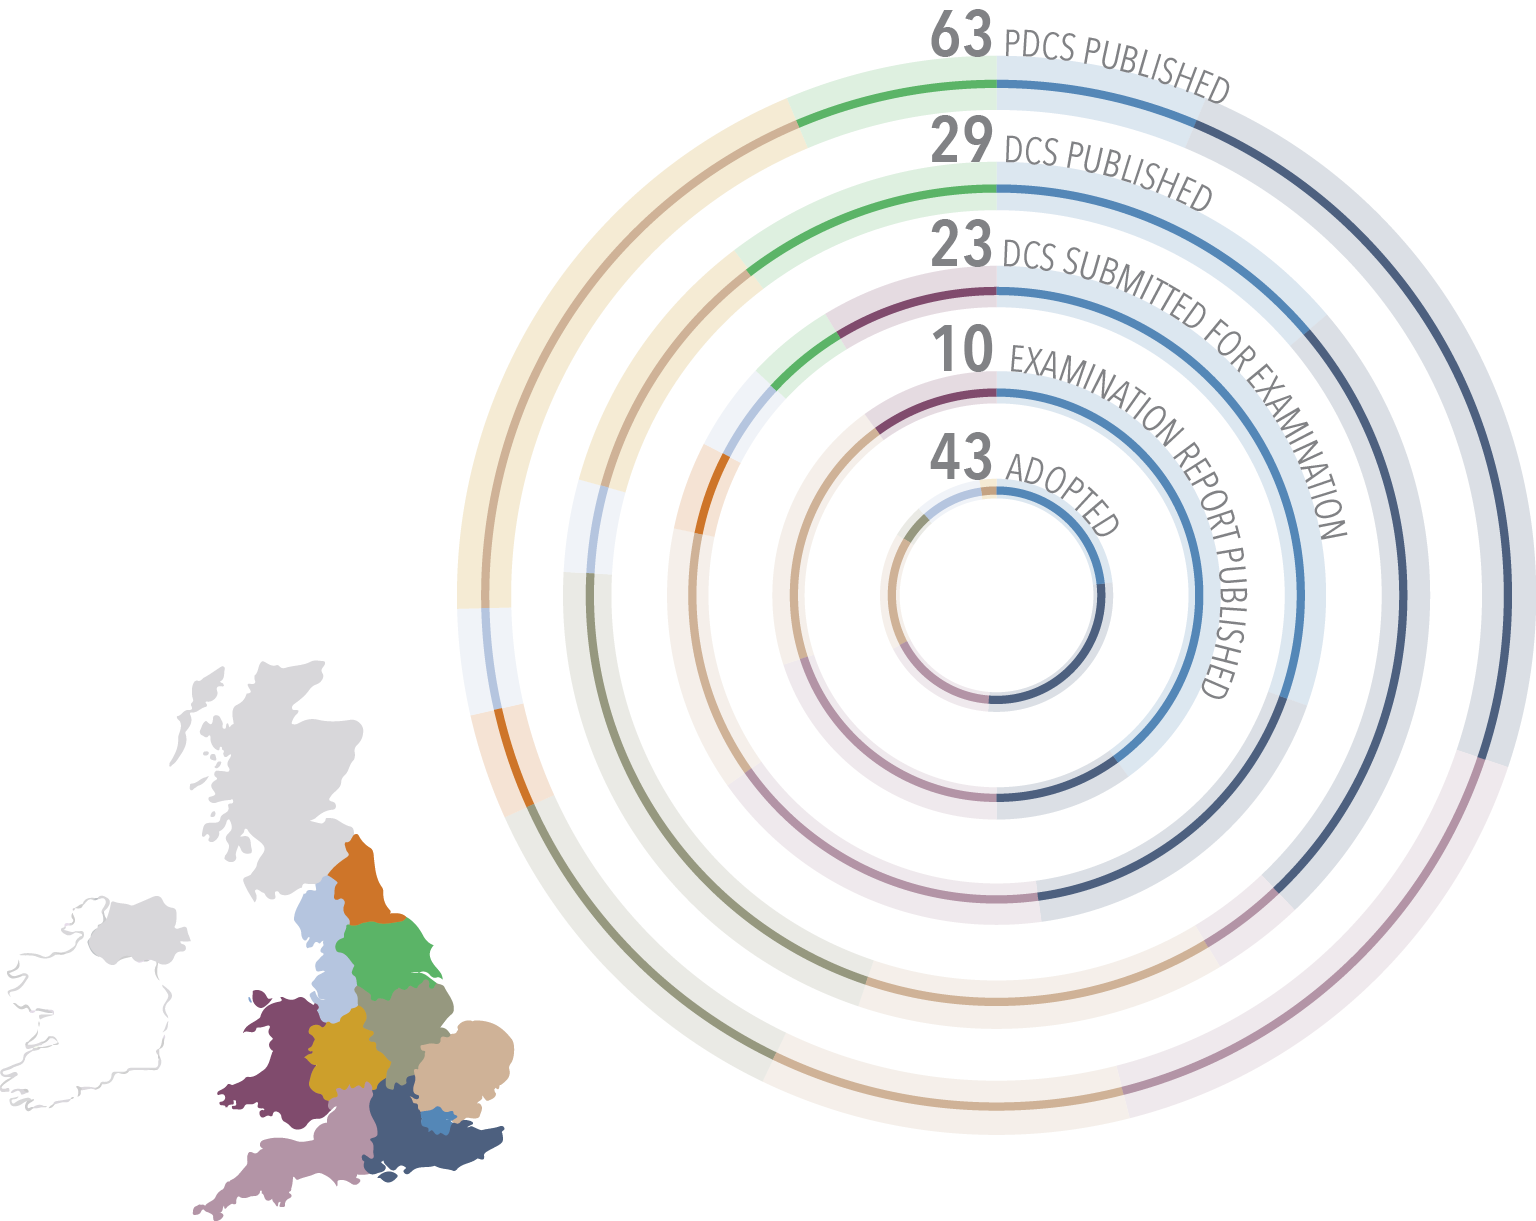 63 PDCS PUBLISHED
29 DCS PUBLISHED
23 DCS SUBMITTED FOR EXAMINATION
10 EXAMINATION REPORT PUBLISHED
43 ADOPTED